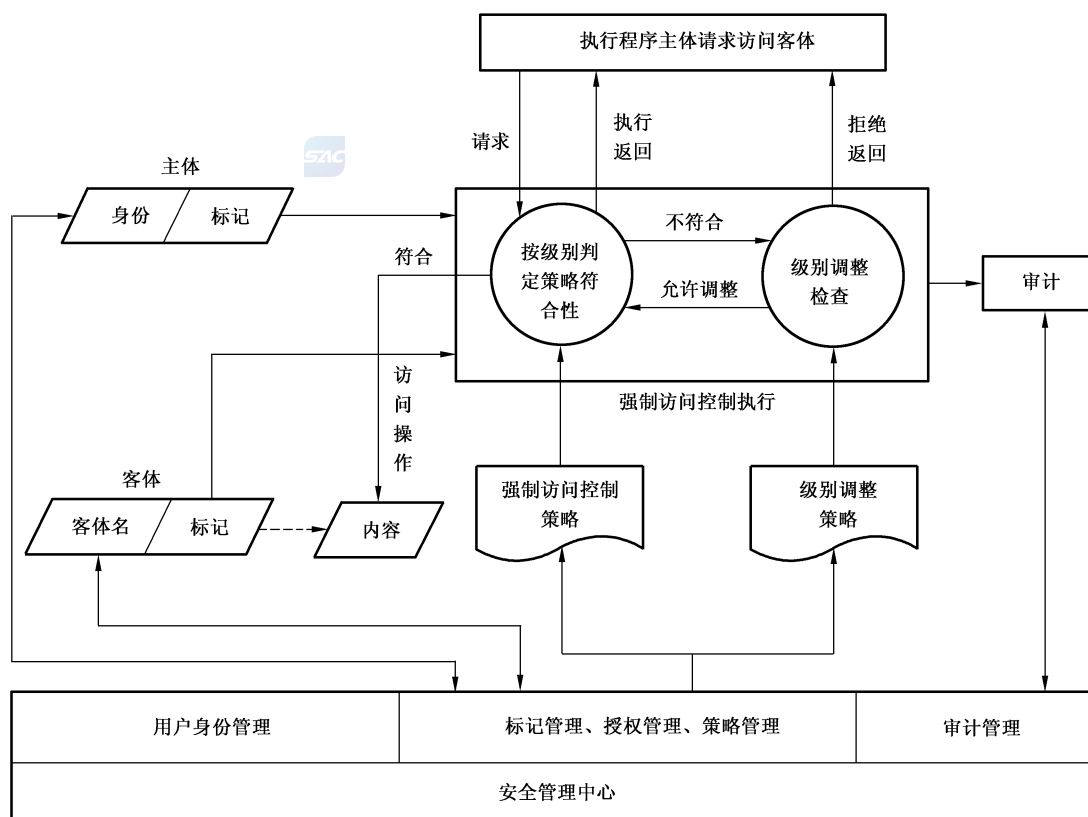 执行程序主体请求访问客体
请求
执行
返回
拒绝
返回
SAC
主体
身份
标记
符合
按级别判
定策略符
合性
不符合
允许调整
级别调整
检查
审计
强制访问控制执行
访
问
操
作
客体
客体名
标记
内容
强制访问控制
策略
级别调整
策略
用户身份管理
标记管理、授权管理、策略管理
审计管理
安全管理中心